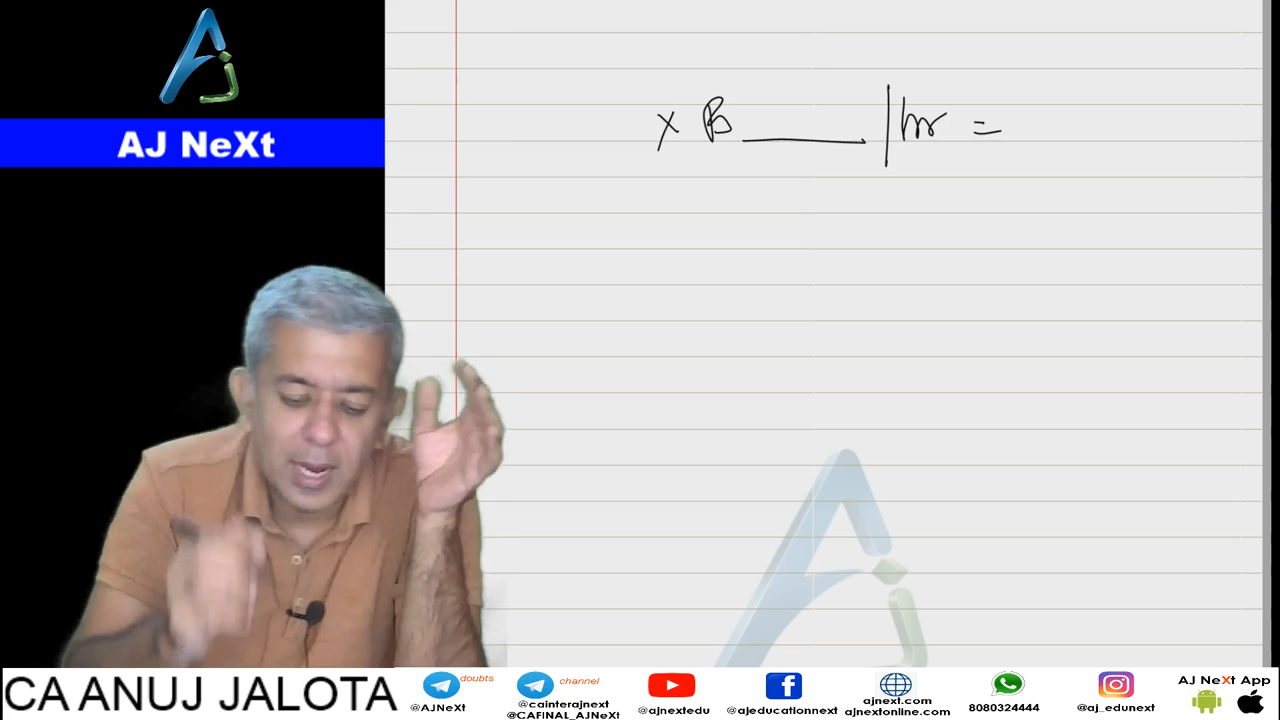 AJ NeXt
x ₨ ______ | hr =
CA ANUJ JALOTA
doubts
@AJNeXt
channel
@cainterajnext
@CAFINAL_AJNeXt
@ajnextedu
@ajeducationnext
ajnext.com
ajnextonline.com
8080324444
@aj_edunext
AJ NeXt App